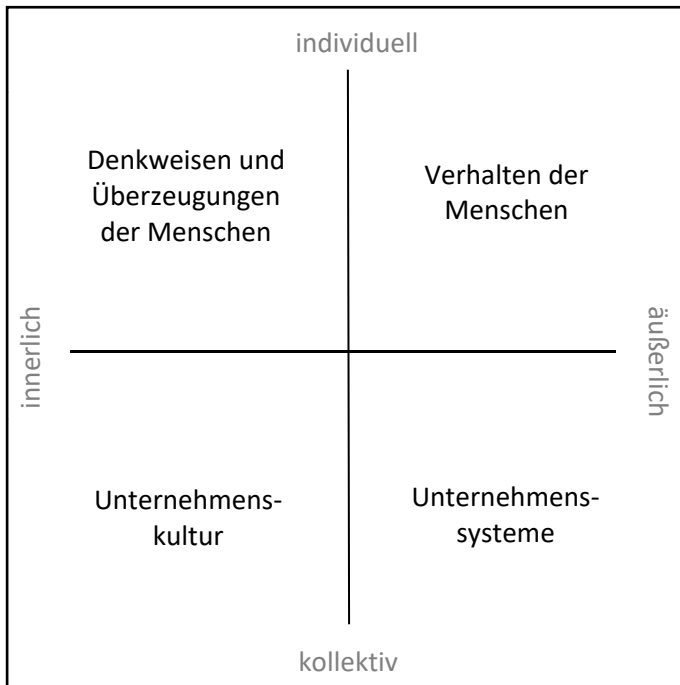 individuell
Denkweisen und
Überzeugungen
der Menschen
Verhalten der
Menschen
innerlich
äußerlich
Unternehmens-
kultur
Unternehmens-
systeme
kollektiv